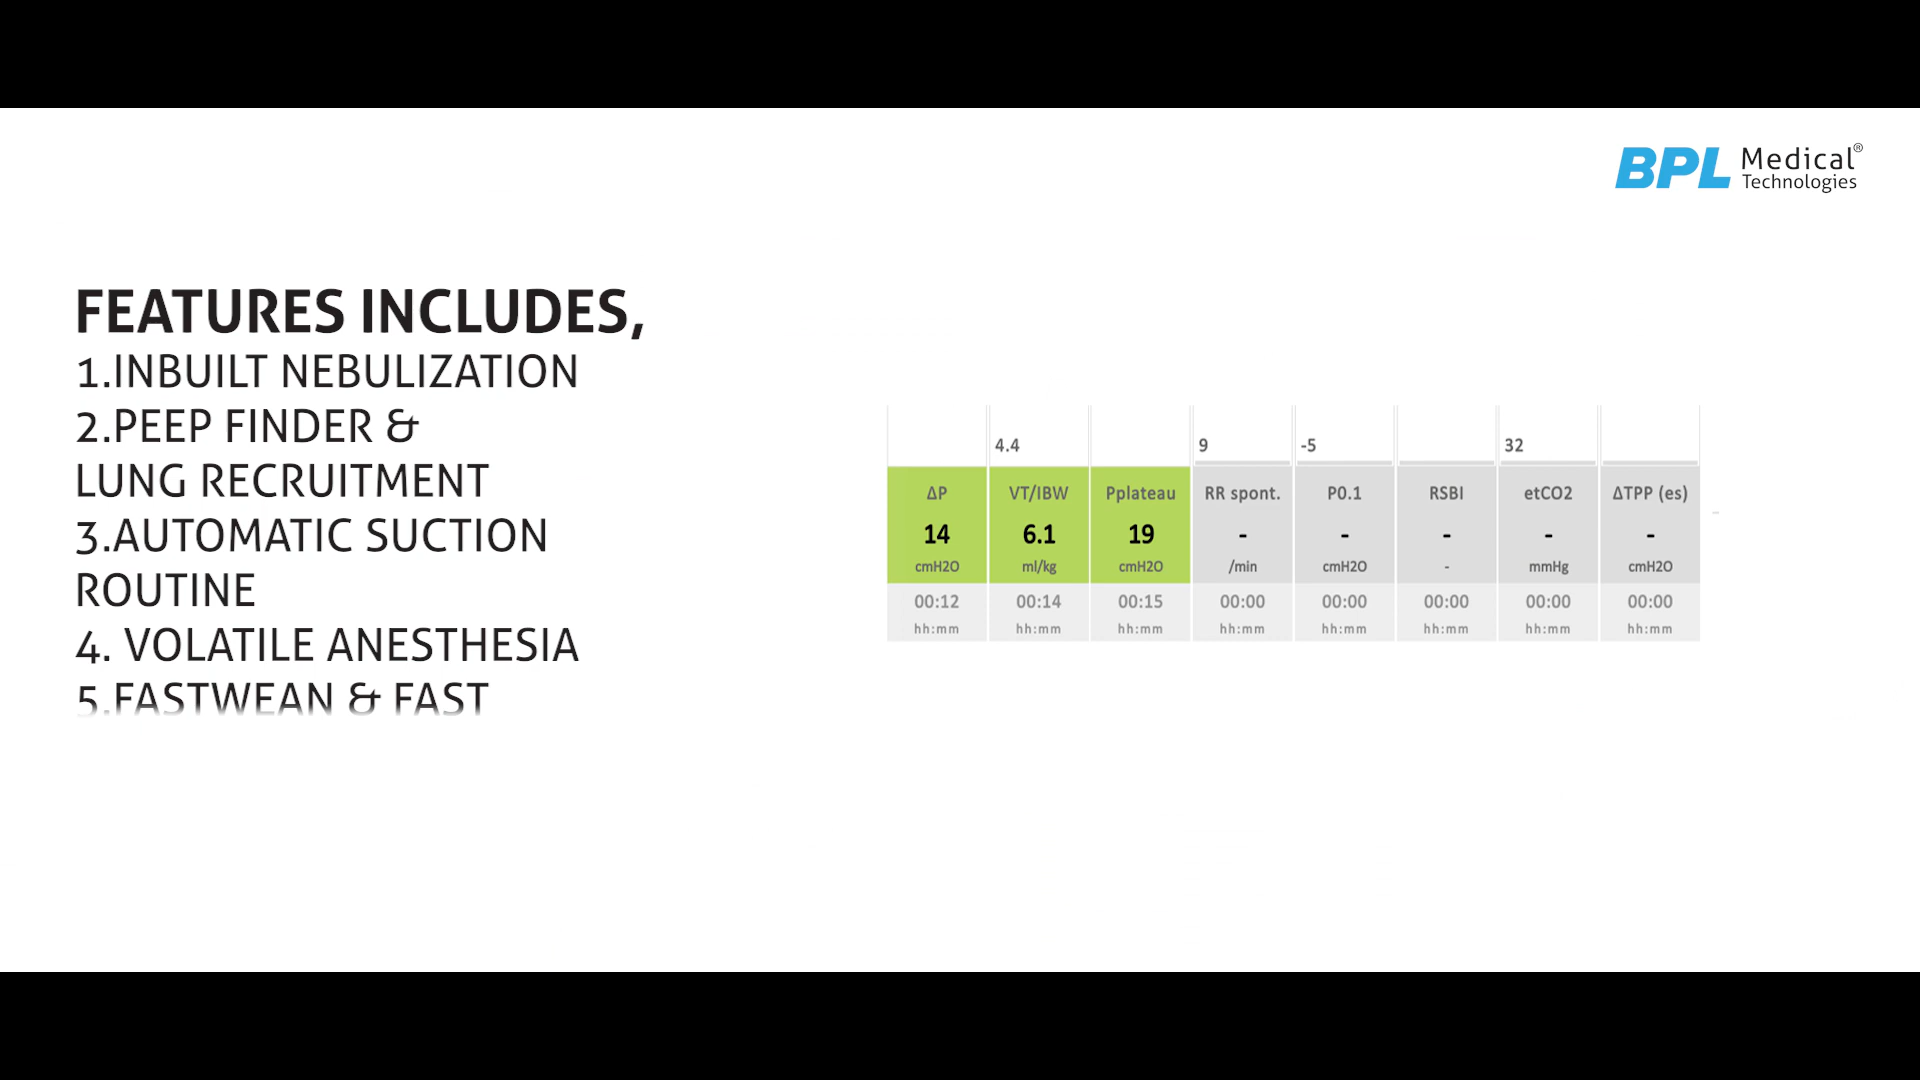 BPL Medical®
Technologies
FEATURES INCLUDES,
1.INBUILT NEBULIZATION
2.PEEP FINDER &
LUNG RECRUITMENT
3.AUTOMATIC SUCTION
ROUTINE
4. VOLATILE ANESTHESIA
5.FASTWEAN & FAST
4.4 9 -5 32
ΔP VT/IBW Pplateau RR spont. P0.1 RSBI etCO2 ΔTPP (es)
14 6.1 19 - - - - -
cmH2O ml/kg cmH2O /min cmH2O - mmHg cmH2O
00:12 00:14 00:15 00:00 00:00 00:00 00:00 00:00
hh:mm hh:mm hh:mm hh:mm hh:mm hh:mm hh:mm hh:mm